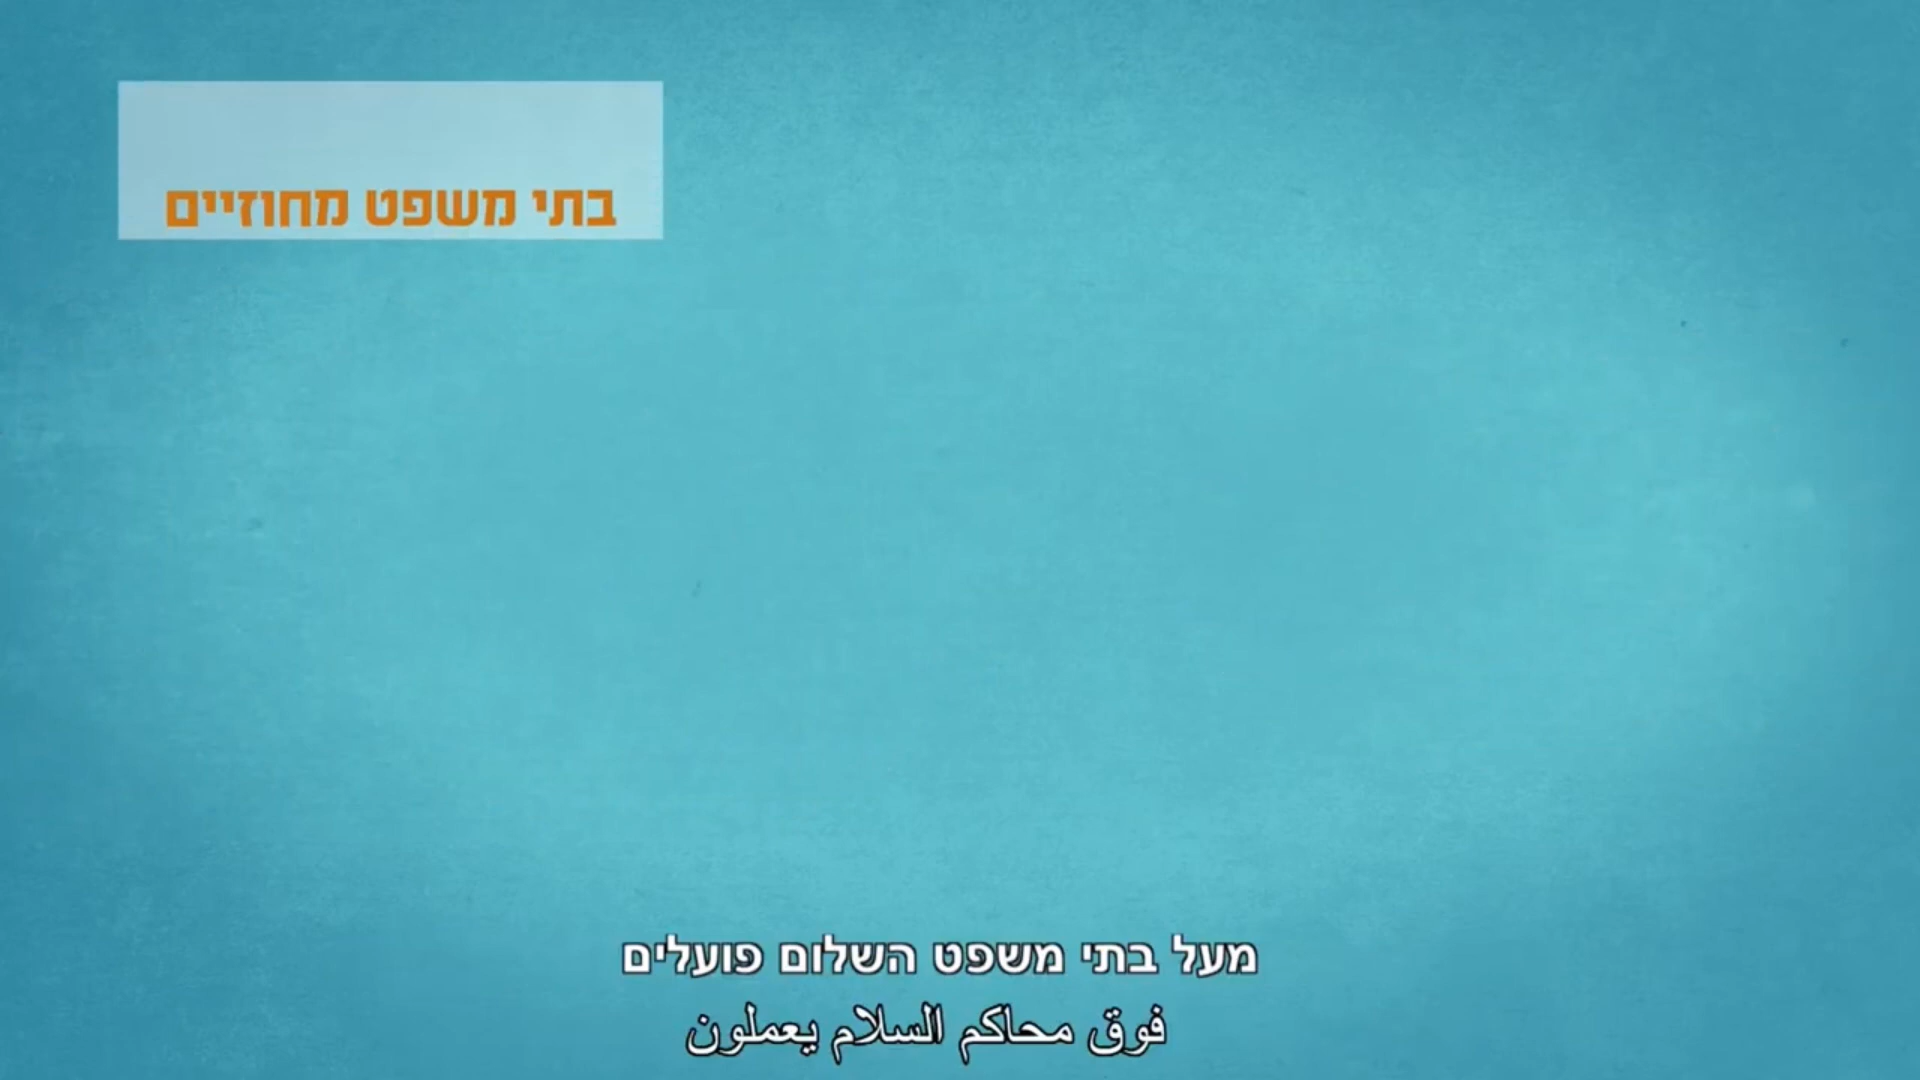 בתי משפט מחוזיים
מעל בתי משפט השלום פועלים
فوق محاكم السلام يعملون